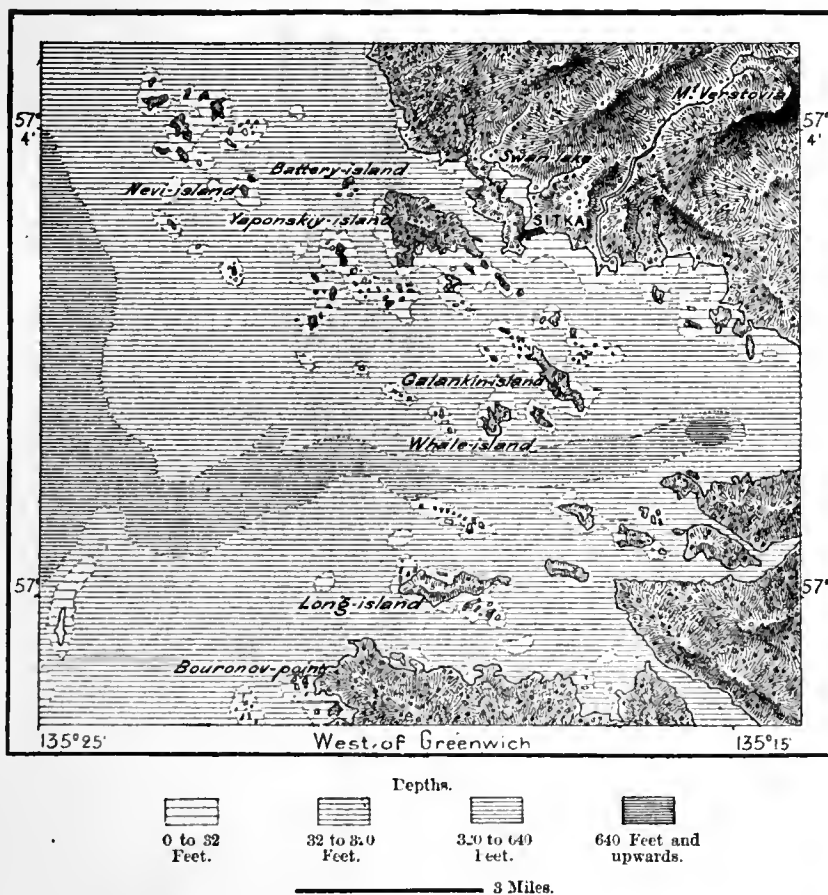 Mt Verstovia
57°
4'
57°
4'
Swan-lake
Battery-island
Nevi-island
Yaponskiy-island
SITKA
Galankin-island
Whale-island
57°
57°
Long-island
Bouronov-point
135°25'
West. of Greenwich
135°15'
Depths.
0 to 32
Feet.
32 to 320
Feet.
320 to 640
Feet.
640 Feet and
upwards.
3 Miles.